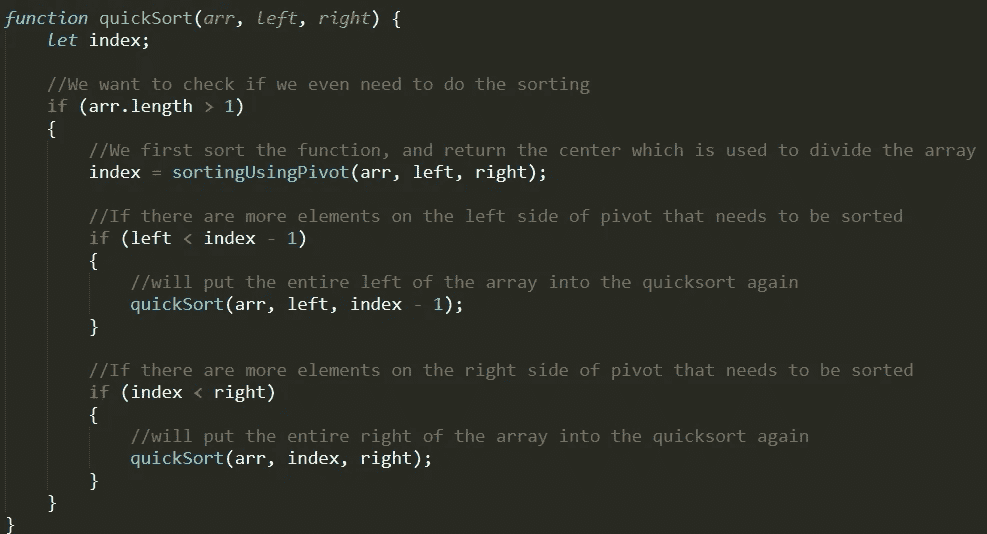 function quickSort(arr, left, right) {
    let index;

    //We want to check if we even need to do the sorting
    if (arr.length > 1)
    {
        //We first sort the function, and return the center which is used to divide the array
        index = sortingUsingPivot(arr, left, right);

        //If there are more elements on the left side of pivot that needs to be sorted
        if (left < index - 1)
        {
            //will put the entire left of the array into the quicksort again
            quickSort(arr, left, index - 1);
        }

        //If there are more elements on the right side of pivot that needs to be sorted
        if (index < right)
        {
            //will put the entire right of the array into the quicksort again
            quickSort(arr, index, right);
        }
    }
}